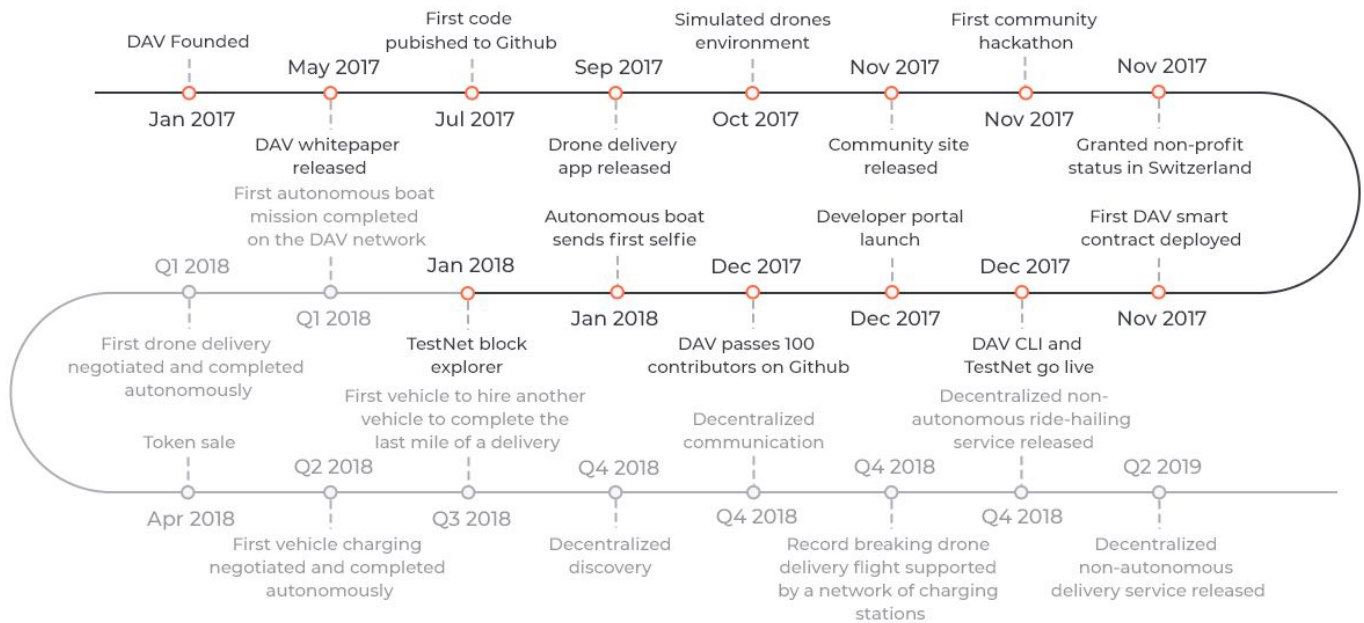 DAV Founded
Jan 2017
May 2017
DAV whitepaper
released
First code
pubished to Github
Jul 2017
Sep 2017
Drone delivery
app released
Simulated drones
environment
Oct 2017
Nov 2017
Community site
released
First community
hackathon
Nov 2017
Nov 2017
Granted non-profit
status in Switzerland
First DAV smart
contract deployed
Nov 2017
Dec 2017
DAV CLI and
TestNet go live
Developer portal
launch
Dec 2017
Dec 2017
DAV passes 100
contributors on Github
Autonomous boat
sends first selfie
Jan 2018
Jan 2018
TestNet block
explorer
First autonomous boat
mission completed
on the DAV network
Q1 2018
Q1 2018
First drone delivery
negotiated and completed
autonomously
Token sale
Apr 2018
Q2 2018
First vehicle charging
negotiated and completed
autonomously
First vehicle to hire another
vehicle to complete the
last mile of a delivery
Q3 2018
Q4 2018
Decentralized
discovery
Decentralized
communication
Q4 2018
Q4 2018
Record breaking drone
delivery flight supported
by a network of charging
stations
Decentralized non-
autonomous ride-hailing
service released
Q4 2018
Q2 2019
Decentralized
non-autonomous
delivery service released